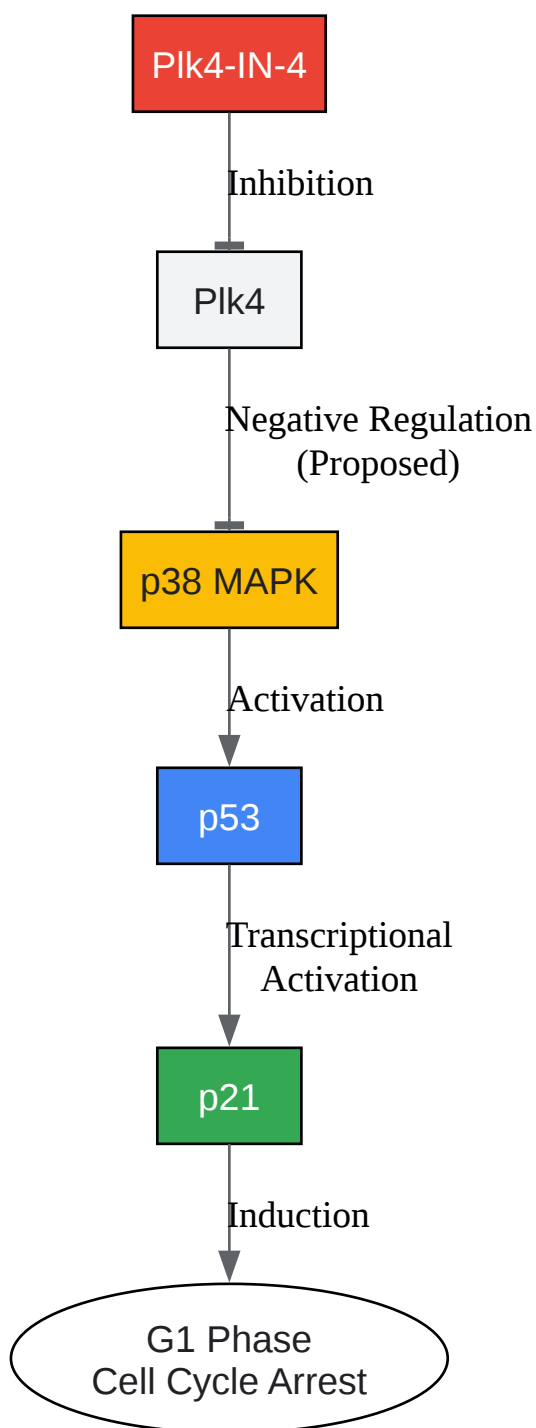 Plk4-IN-4
Inhibition
Plk4
Negative Regulation
(Proposed)
p38 MAPK
Activation
p53
Transcriptional
Activation
p21
Induction
G1 Phase
Cell Cycle Arrest